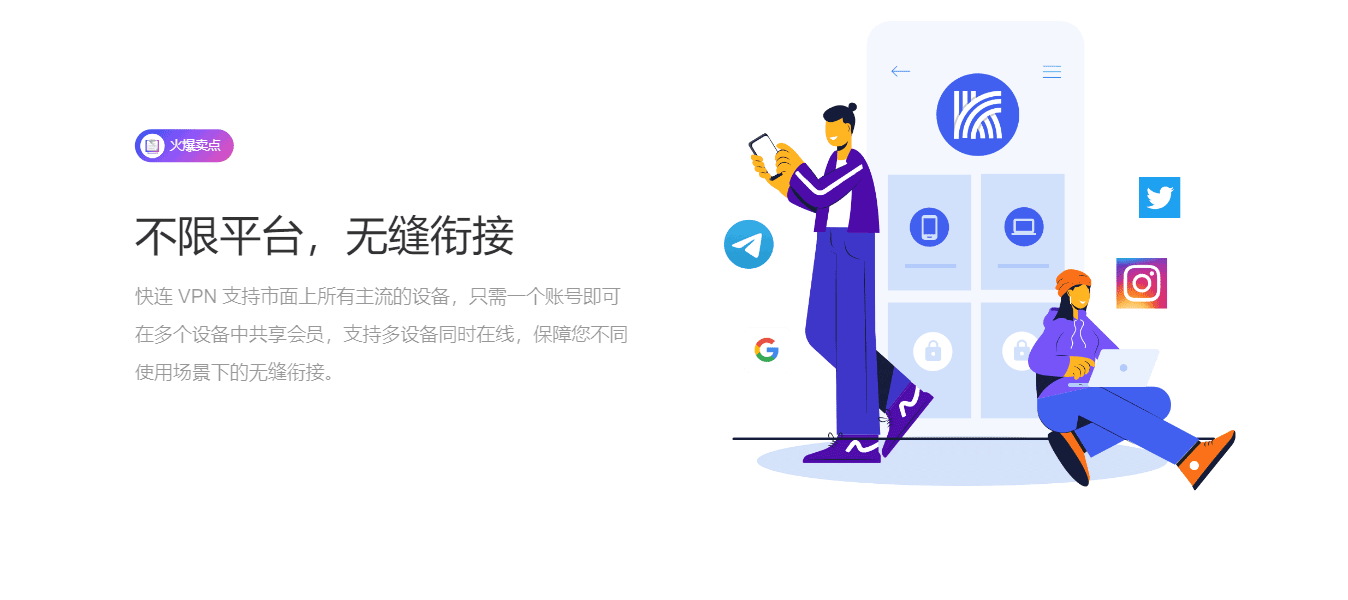 火爆卖点
不限平台，无缝衔接
快连 VPN 支持市面上所有主流的设备，只需一个账号即可
在多个设备中共享会员，支持多设备同时在线，保障您不同
使用场景下的无缝衔接。